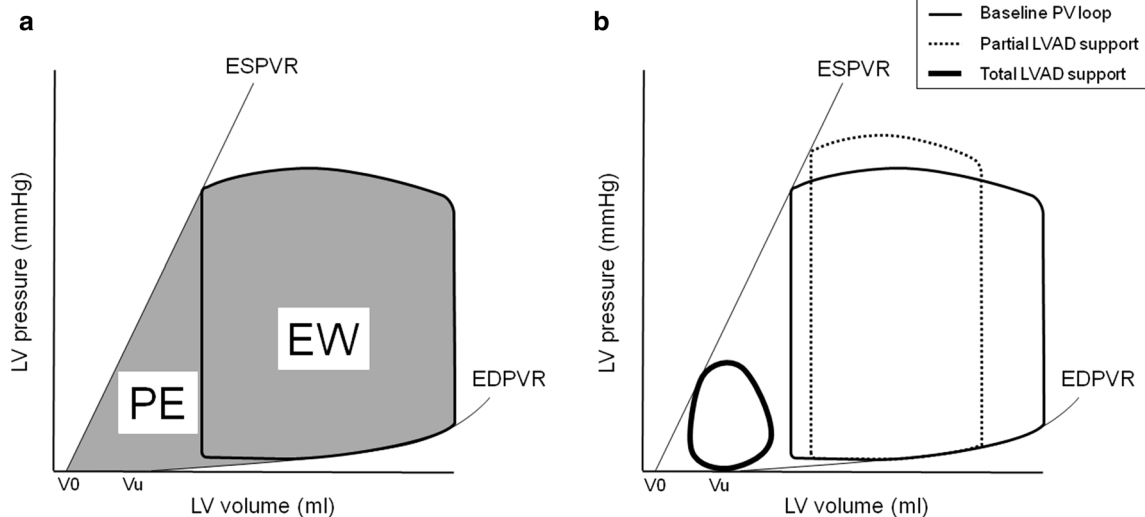 a
ESPVR
LV pressure (mmHg)
EW
PE
EDPVR
V0
Vu
LV volume (ml)
b
Baseline PV loop
Partial LVAD support
Total LVAD support
ESPVR
LV pressure (mmHg)
EDPVR
V0
Vu
LV volume (ml)